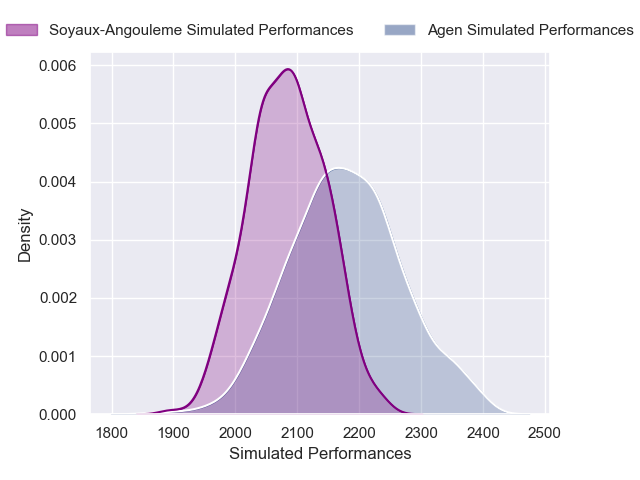 Soyaux-Angouleme Simulated Performances Agen Simulated Performances
0.006
0.005
0.004
0.003
0.002
0.001
0.000
Density
1800 1900 2000 2100 2200 2300 2400 2500
Simulated Performances